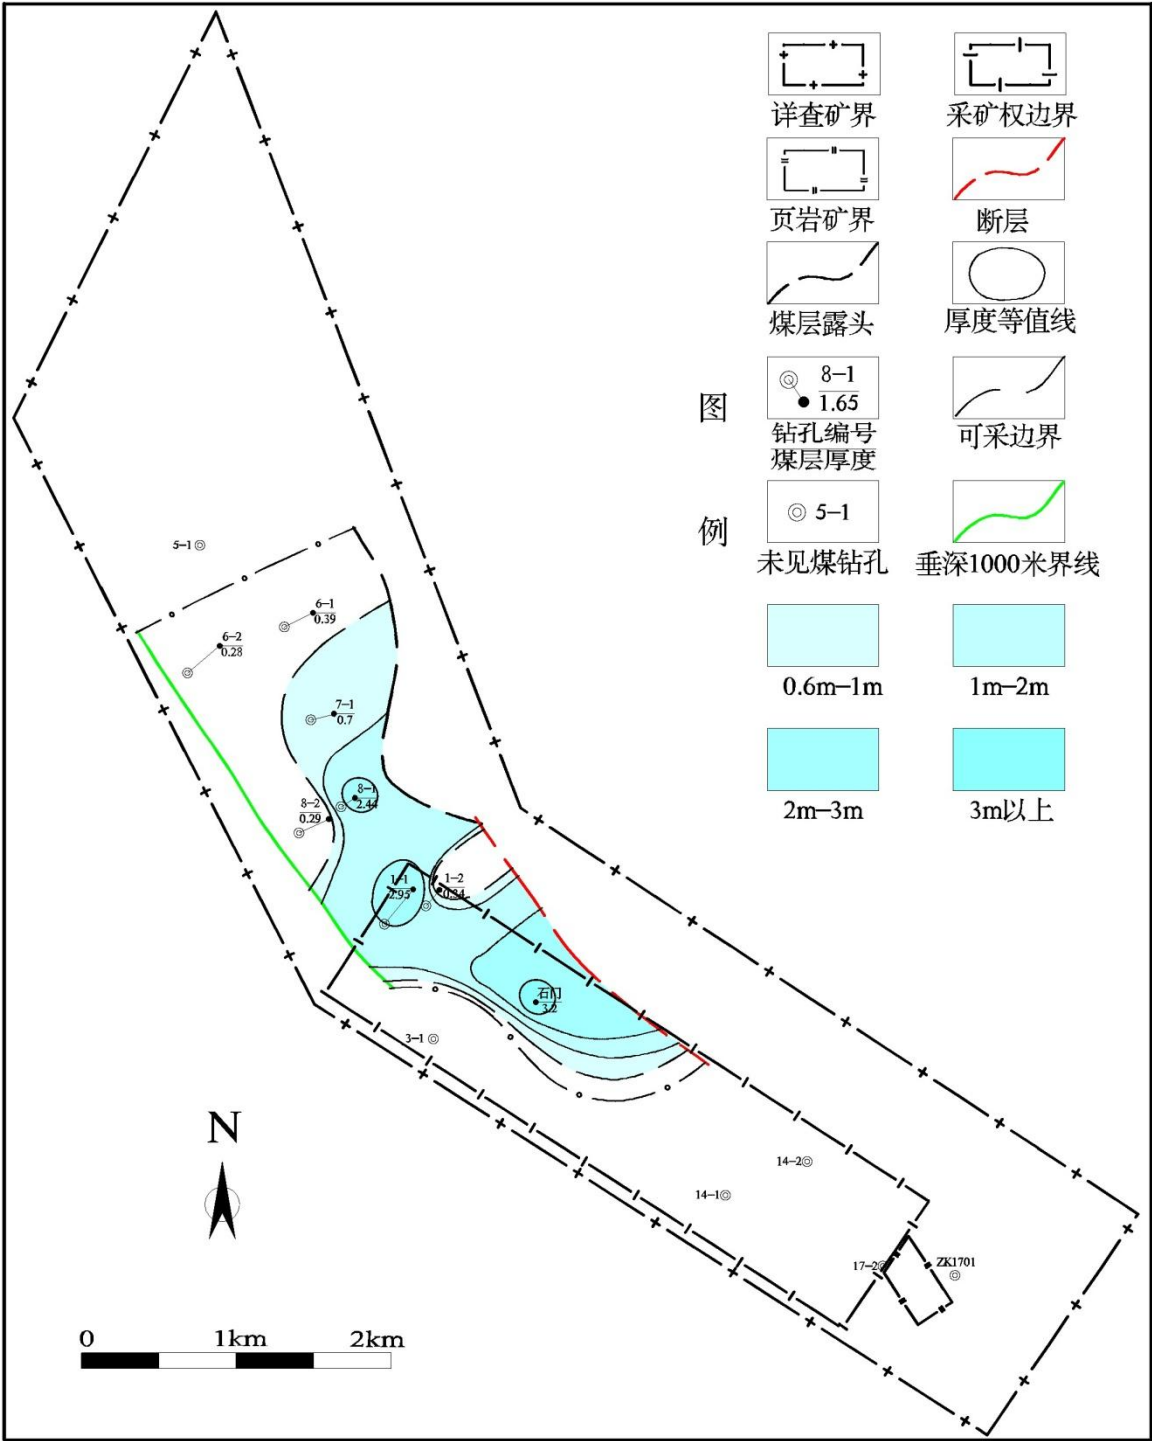 详查矿界
采矿权边界
页岩矿界
断层
煤层露头
厚度等值线
图
8-1
1.65
钻孔编号
煤层厚度
可采边界
例
5-1
未见煤钻孔
垂深1000米界线
0.6m-1m
1m-2m
2m-3m
3m以上
5-1
6-1
0.39
6-2
0.28
7-1
0.7
8-1
2.44
8-2
0.29
1-1
2.95
1-2
0.34
石门
3.2
3-1
14-2
14-1
17-2
ZK1701
N
0 1km 2km